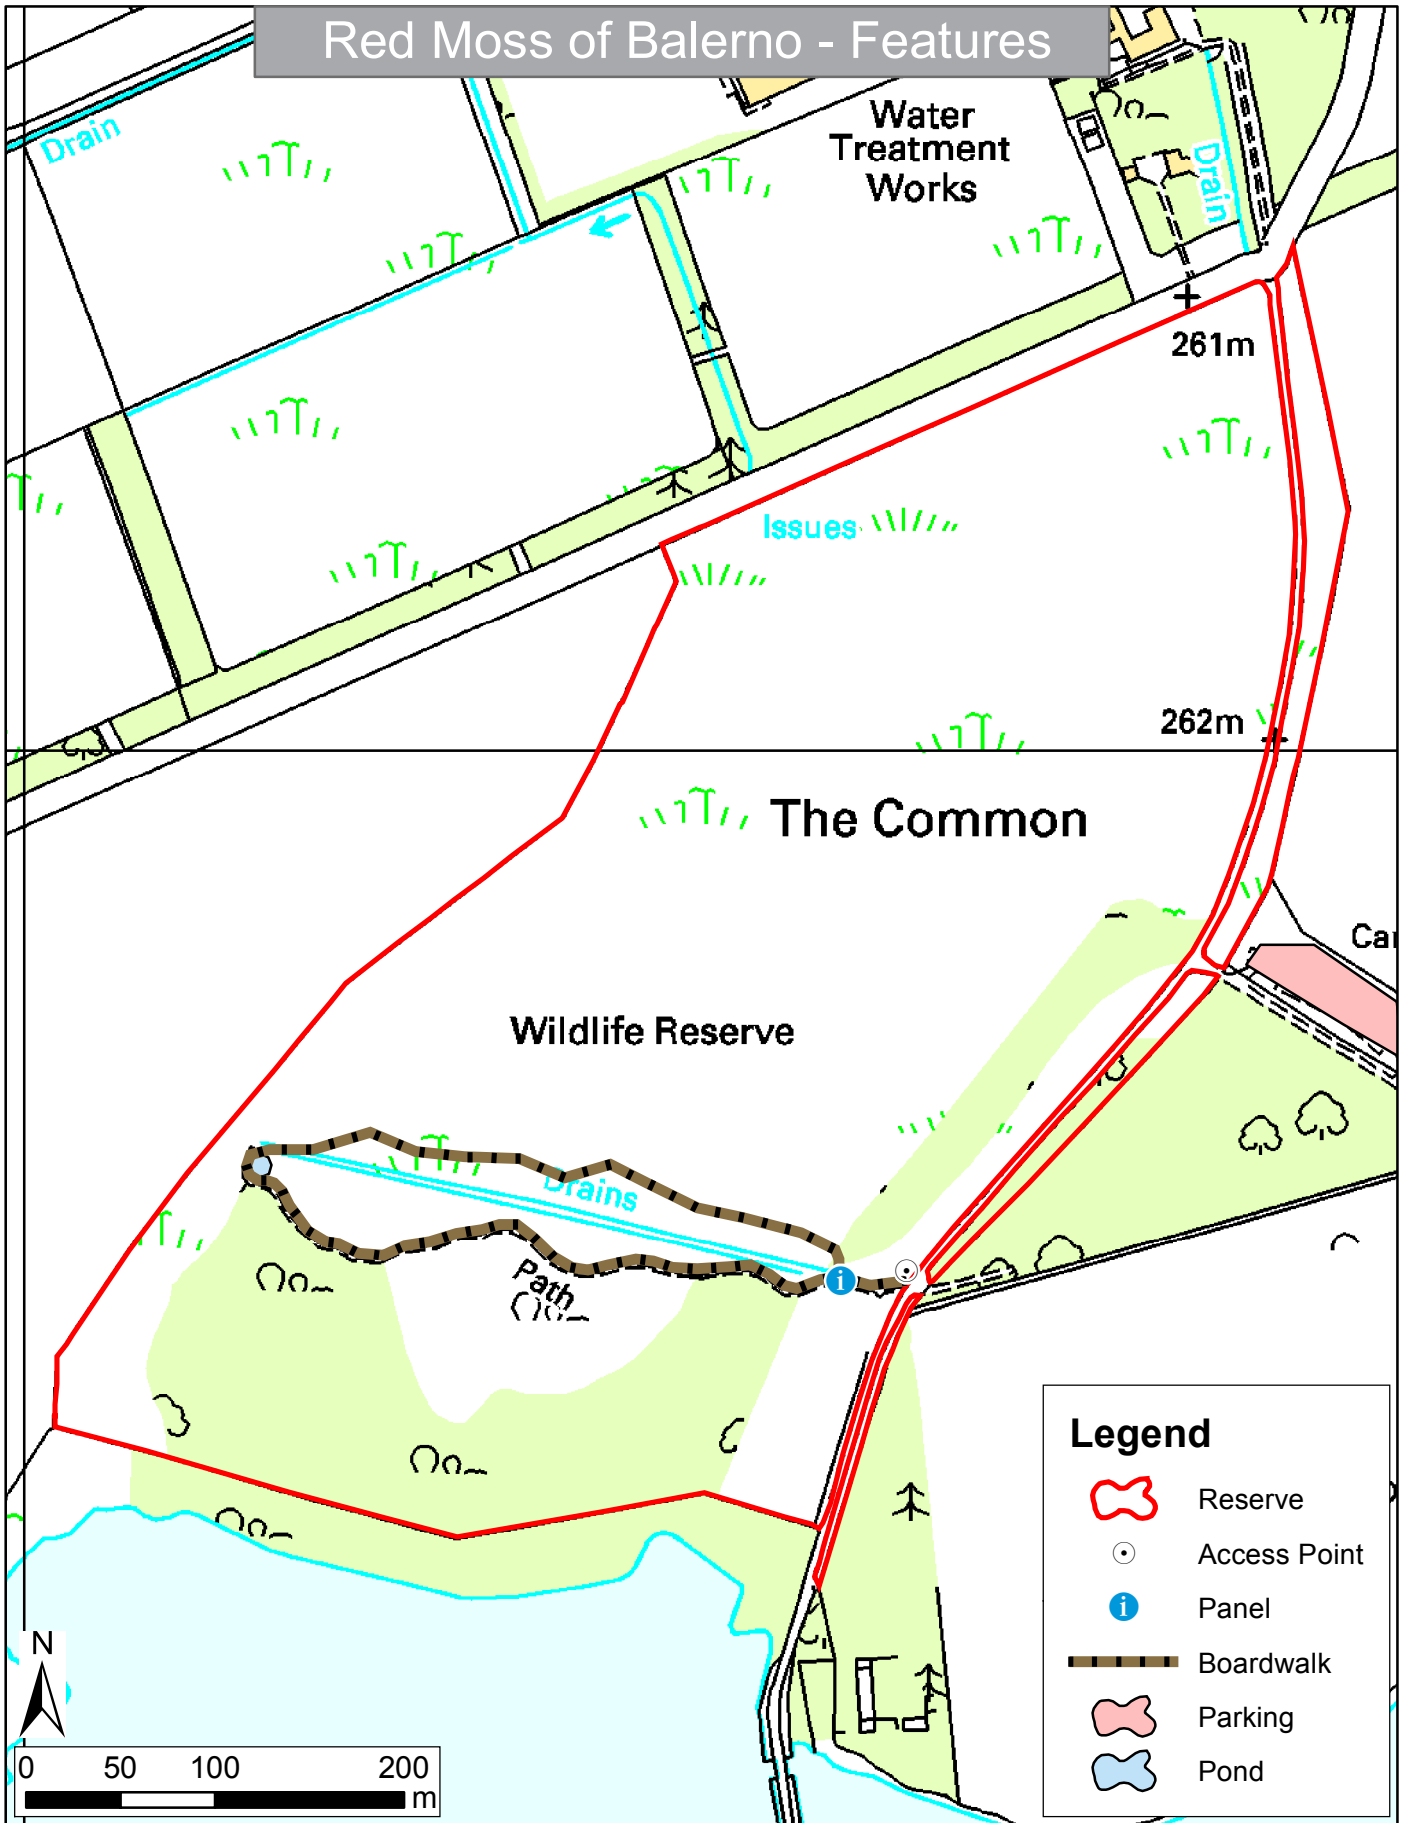 Red Moss of Balerno - Features
Drain
Water
Treatment
Works
Drain
261m
Issues
262m
The Common
Car
Wildlife Reserve
Drains
Path
i
Legend
Reserve
Access Point
i
Panel
Boardwalk
Parking
Pond
N
0 50 100 200
m